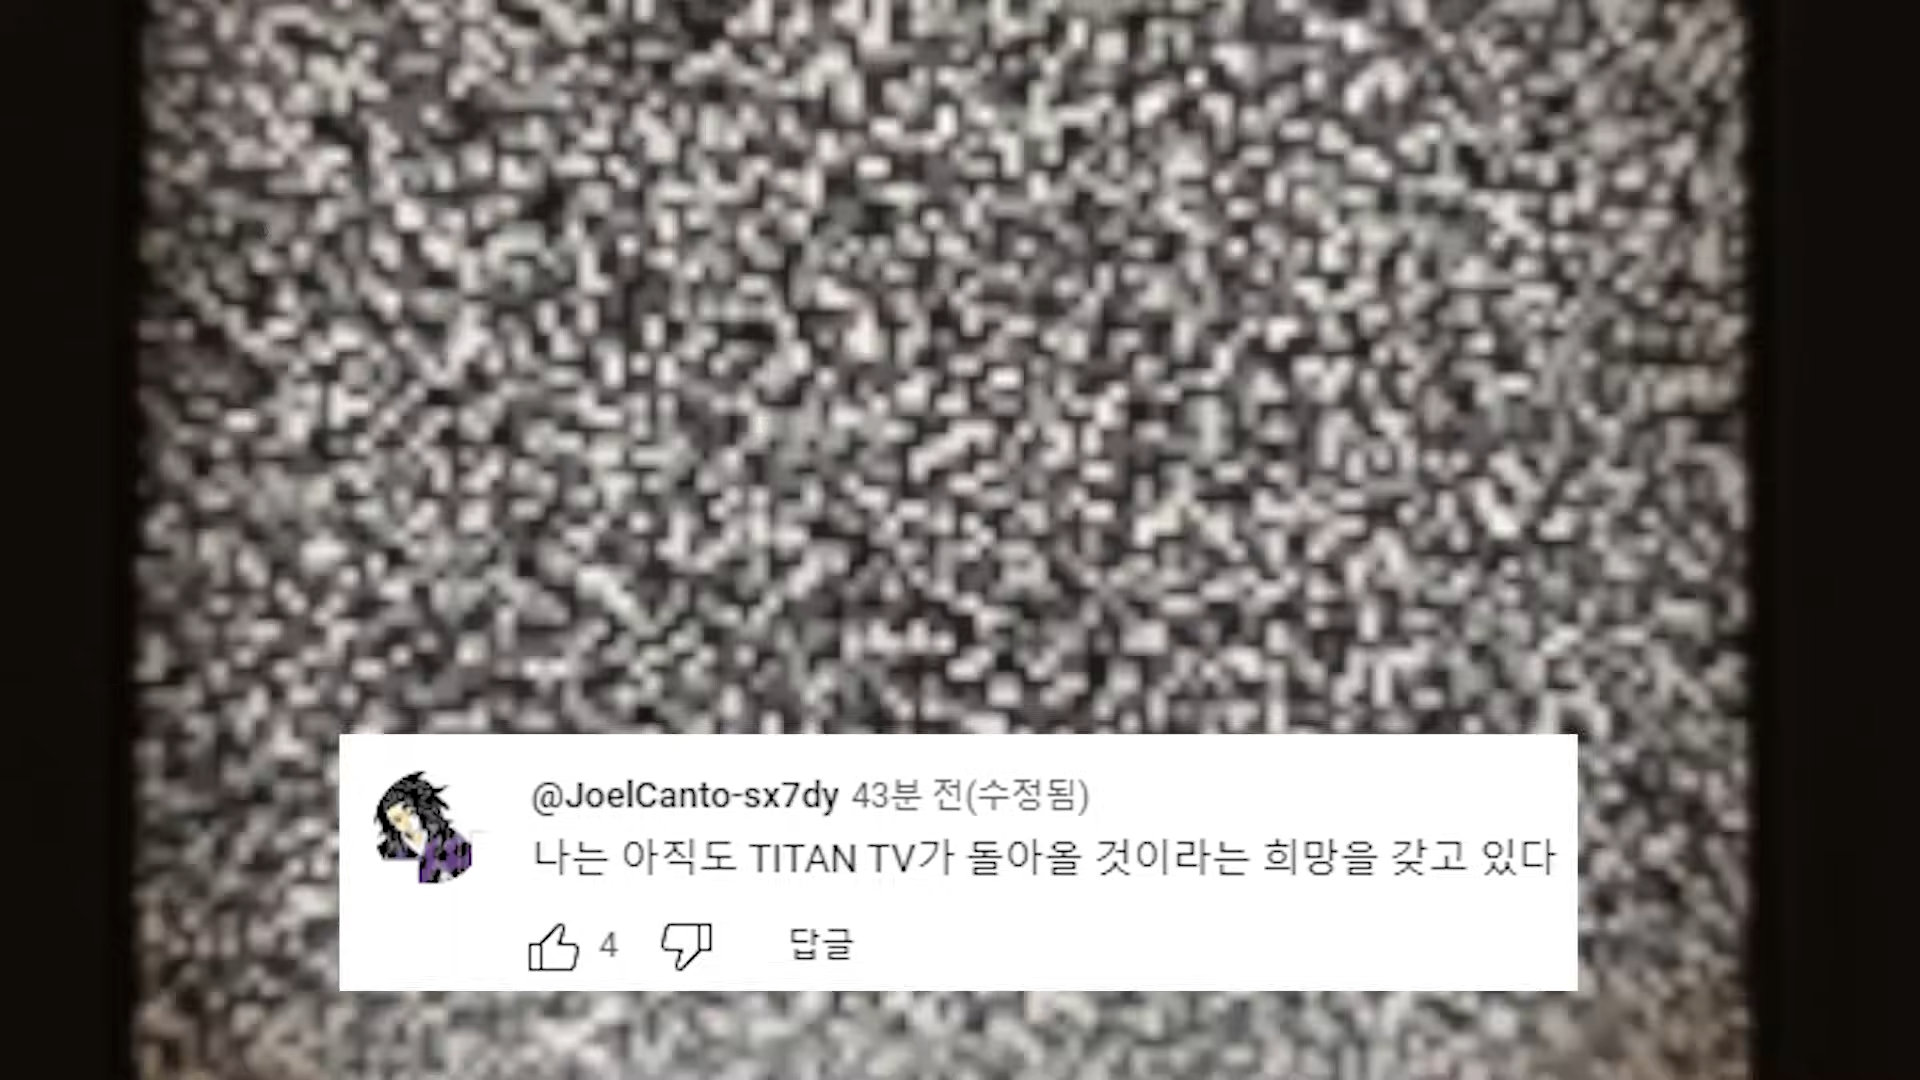 @JoelCanto-sx7dy 43분 전(수정됨)
나는 아직도 TITAN TV가 돌아올 것이라는 희망을 갖고 있다
4 답글